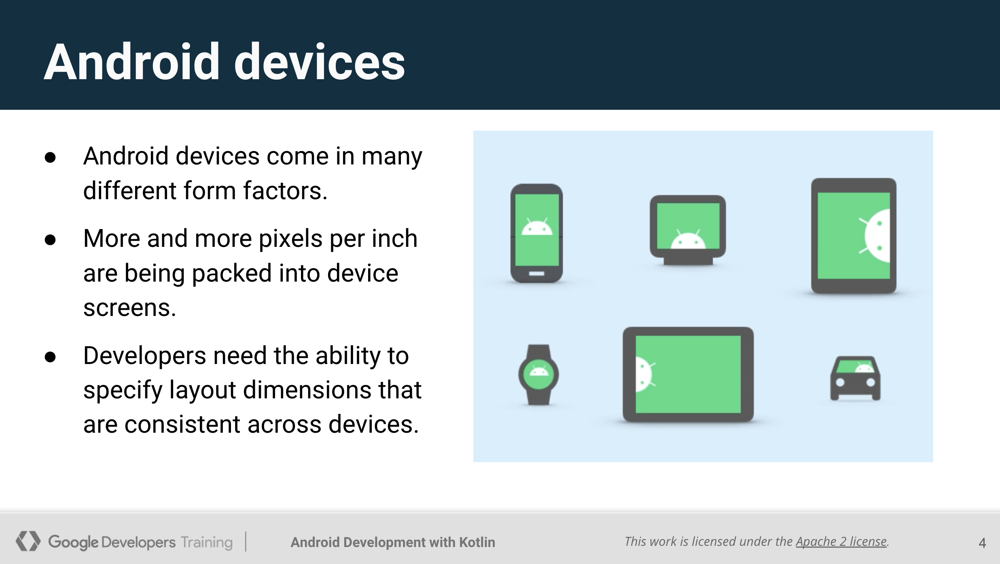 Android devices
● Android devices come in many
different form factors.
● More and more pixels per inch
are being packed into device
screens.
● Developers need the ability to
specify layout dimensions that
are consistent across devices.
Google Developers Training
Android Development with Kotlin
This work is licensed under the Apache 2 license.
4